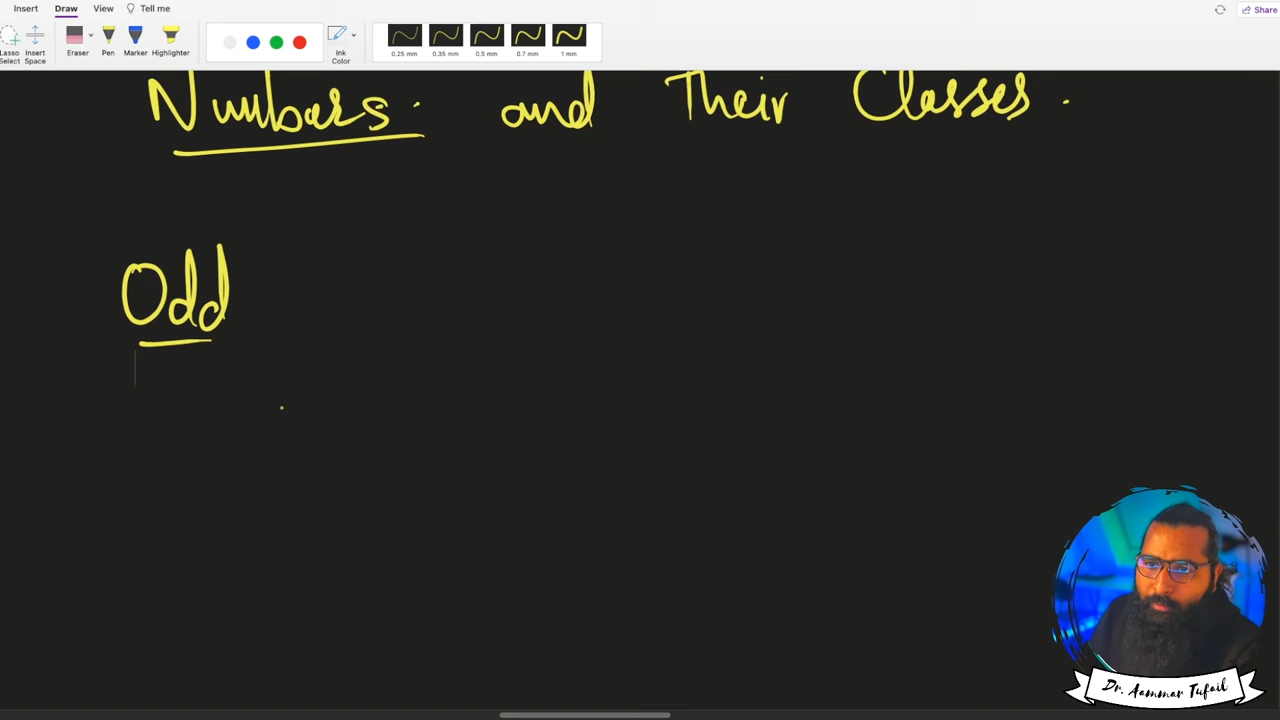 Insert Draw View Tell me Share
Lasso Select Insert Space Eraser Pen Marker Highlighter Ink Color 0.25 mm 0.35 mm 0.5 mm 0.7 mm 1 mm
Numbars. and Their Classes.
Odd
Dr. Aammar Tufail